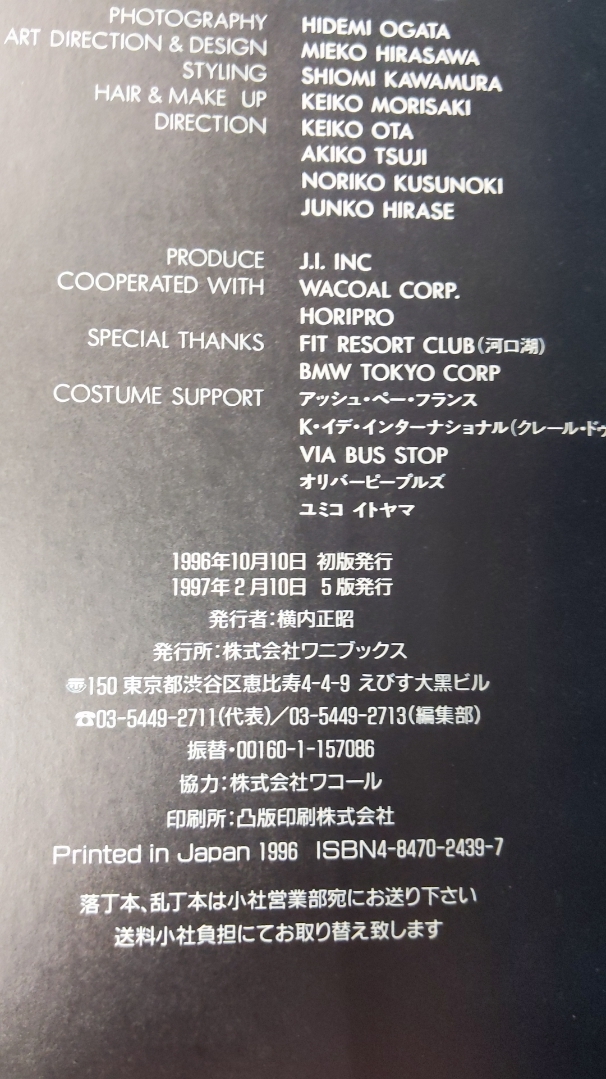 PHOTOGRAPHY HIDEMI OGATA
ART DIRECTION & DESIGN MIEKO HIRASAWA
STYLING SHIOMI KAWAMURA
HAIR & MAKE UP KEIKO MORISAKI
DIRECTION KEIKO OTA
AKIKO TSUJI
NORIKO KUSUNOKI
JUNKO HIRASE
PRODUCE J.I. INC
COOPERATED WITH WACOAL CORP.
HORIPRO
SPECIAL THANKS FIT RESORT CLUB(河口湖)
BMW TOKYO CORP
COSTUME SUPPORT アッシュ・ペー・フランス
K・イデ・インターナショナル(クレール・ドゥ
VIA BUS STOP
オリバーピープルズ
ユミコ イトヤマ
1996年10月10日 初版発行
1997年2月10日 5版発行
発行者:横内正昭
発行所:株式会社ワニブックス
〠150 東京都渋谷区恵比寿4-4-9 えびす大黒ビル
☎03-5449-2711(代表)/03-5449-2713(編集部)
振替・00160-1-157086
協力:株式会社ワコール
印刷所:凸版印刷株式会社
Printed in Japan 1996 ISBN4-8470-2439-7
落丁本、乱丁本は小社営業部宛にお送り下さい
送料小社負担にてお取り替え致します